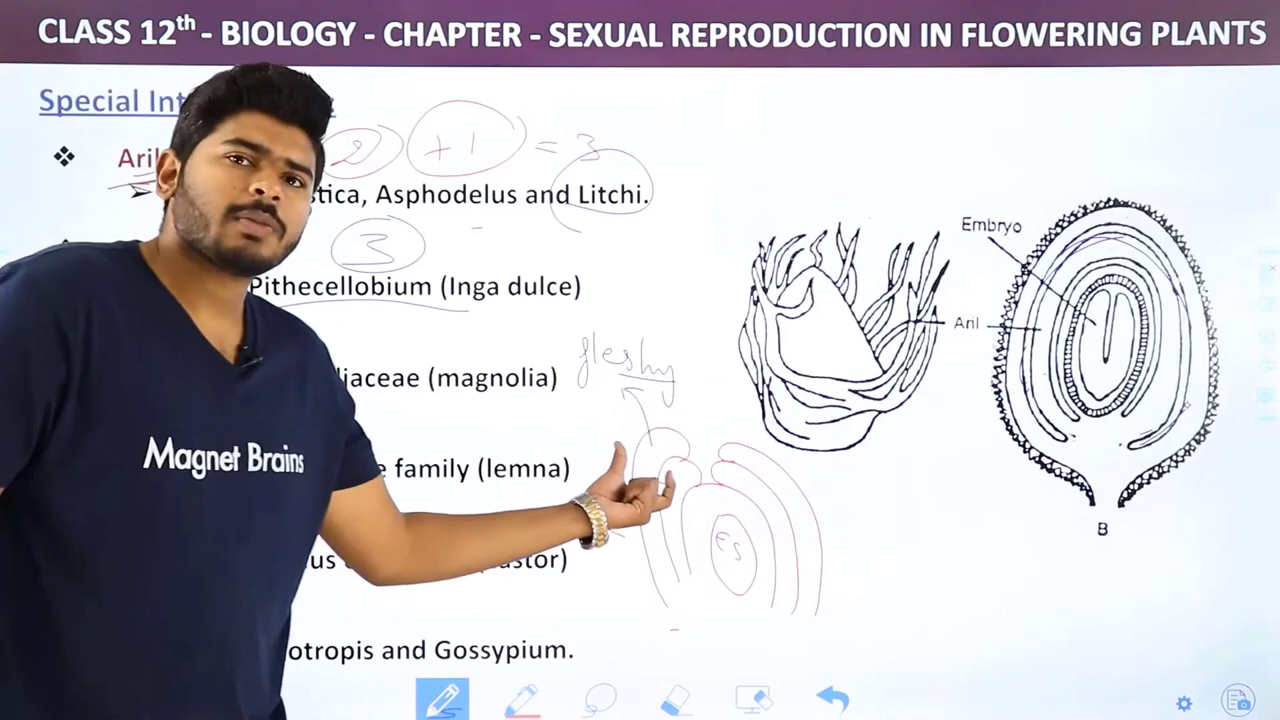 CLASS 12th - BIOLOGY - CHAPTER - SEXUAL REPRODUCTION IN FLOWERING PLANTS
Special Int
Aril
2 +1 = 3
stica, Asphodelus and Litchi.
3
Pithecellobium (Inga dulce)
fleshy
iaceae (magnolia)
e family (lemna)
us
astor)
otropis and Gossypium.
ES
Embryo
Aril
B
Magnet Brains